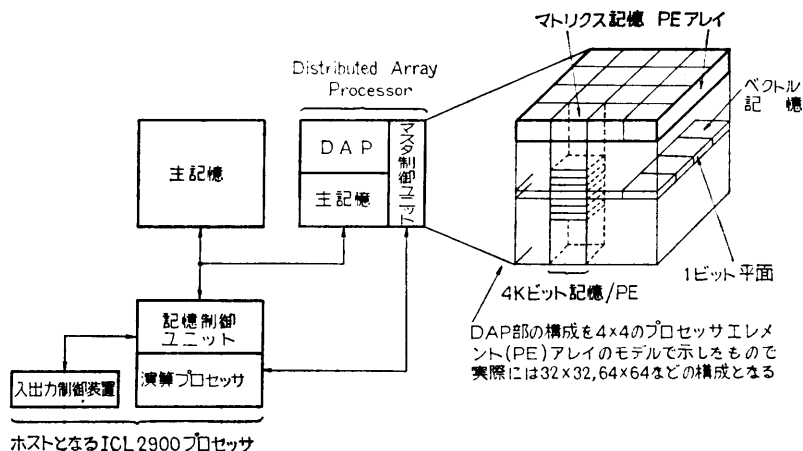 マトリクス記憶 PEアレイ
Distributed Array
Processor
ベクトル
記憶
DAP
主記憶
マスタ制御ユニット
主記憶
1ビット平面
4Kビット記憶/PE
記憶制御
ユニット
演算プロセッサ
入出力制御装置
DAP部の構成を4×4のプロセッサエレメ
ント(PE)アレイのモデルで示したもので
実際には32×32,64×64などの構成となる
ホストとなるICL2900プロセッサ